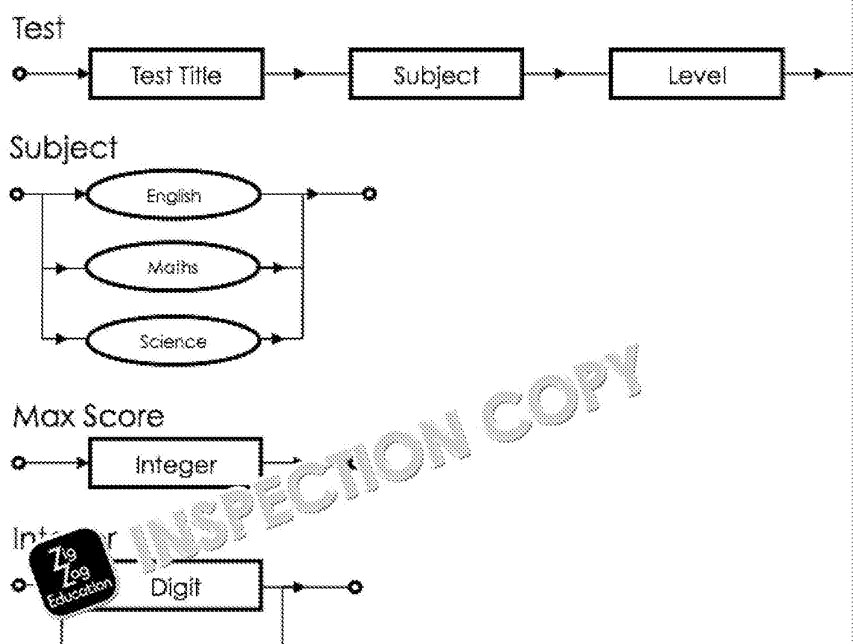 Test
Test Title Subject Level
Subject
English
Maths
Science
Max Score
Integer
INSPECTION COPY
Zig
Zag
Education
Digit